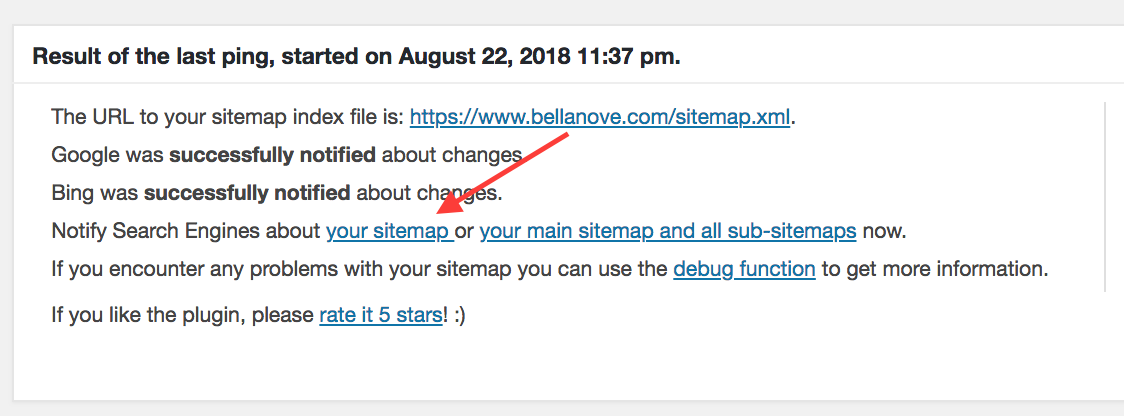 Result of the last ping, started on August 22, 2018 11:37 pm.
The URL to your sitemap index file is: https://www.bellanove.com/sitemap.xml.
Google was successfully notified about changes.
Bing was successfully notified about changes.
Notify Search Engines about your sitemap or your main sitemap and all sub-sitemaps now.
If you encounter any problems with your sitemap you can use the debug function to get more information.
If you like the plugin, please rate it 5 stars! :)